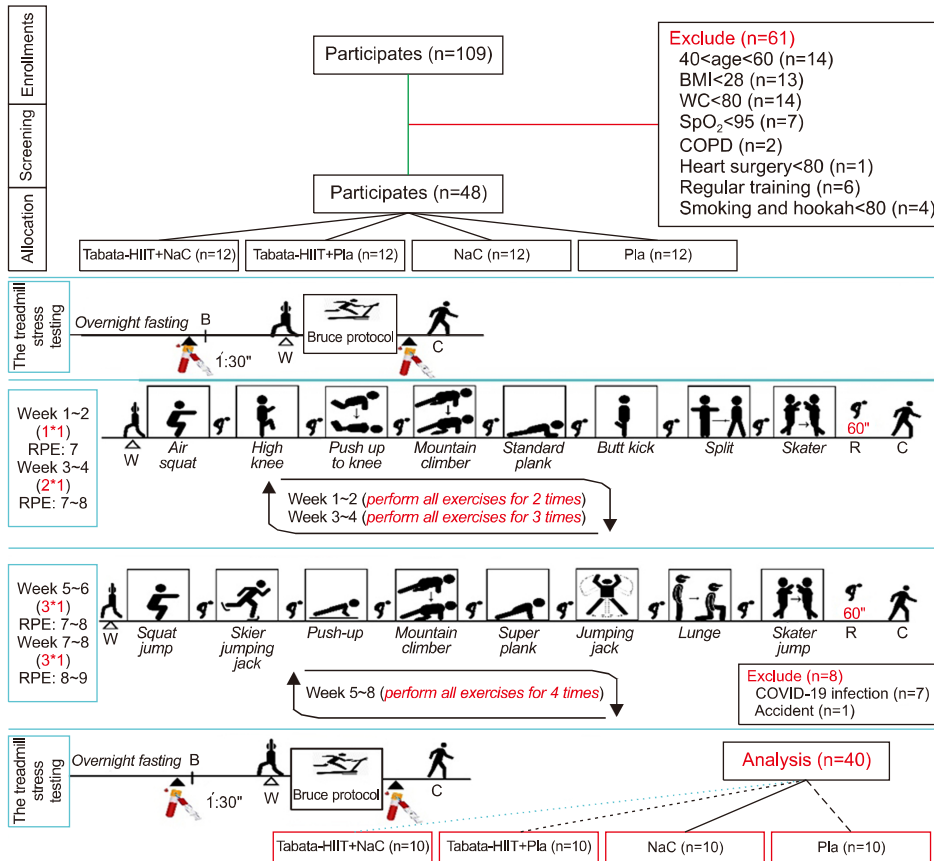 Enrollments
Screening
Allocation
Participates (n=109)
Exclude (n=61)
40<age<60 (n=14)
BMI<28 (n=13)
WC<80 (n=14)
SpO₂<95 (n=7)
COPD (n=2)
Heart surgery<80 (n=1)
Regular training (n=6)
Smoking and hookah<80 (n=4)
Participates (n=48)
Tabata-HIIT+NaC (n=12)
Tabata-HIIT+Pla (n=12)
NaC (n=12)
Pla (n=12)
The treadmill
stress
testing
Overnight fasting
B
1:30"
W
Bruce protocol
C
Week 1~2
(1*1)
RPE: 7
Week 3~4
(2*1)
RPE: 7~8
W
Air
squat
High
knee
Push up
to knee
Mountain
climber
Standard
plank
Butt kick
Split
Skater
60"
R
C
Week 1~2 (perform all exercises for 2 times)
Week 3~4 (perform all exercises for 3 times)
Week 5~6
(3*1)
RPE: 7~8
Week 7~8
(3*1)
RPE: 8~9
W
Squat
jump
Skier
jumping
jack
Push-up
Mountain
climber
Super
plank
Jumping
jack
Lunge
Skater
jump
60"
R
C
Week 5~8 (perform all exercises for 4 times)
Exclude (n=8)
COVID-19 infection (n=7)
Accident (n=1)
The treadmill
stress
testing
Overnight fasting
B
1:30"
W
Bruce protocol
C
Analysis (n=40)
Tabata-HIIT+NaC (n=10)
Tabata-HIIT+Pla (n=10)
NaC (n=10)
Pla (n=10)